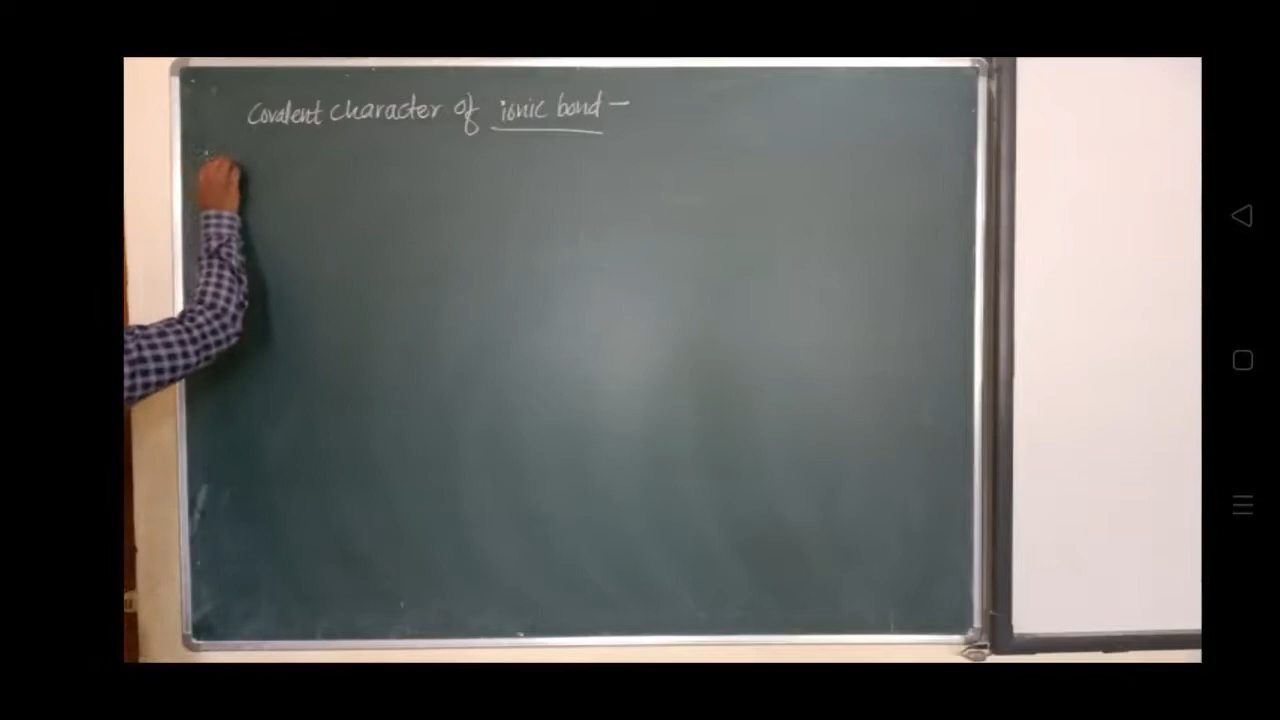 Covalent character of ionic bond –